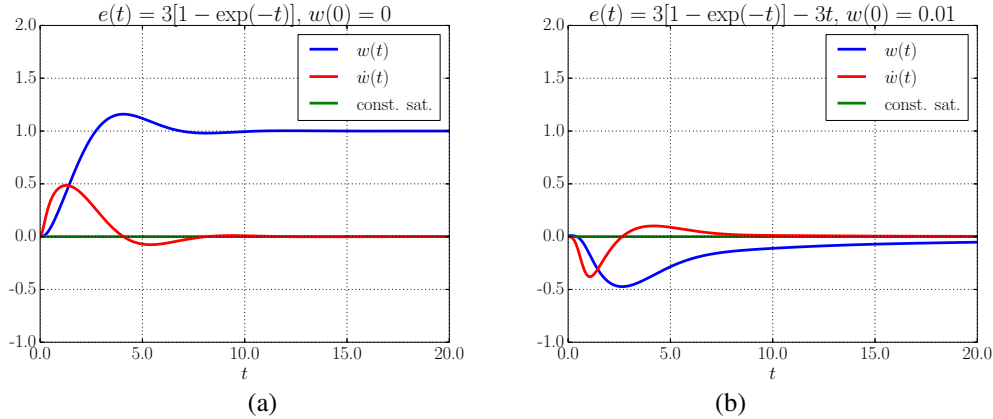 e(t) = 3[1 − exp(−t)], w(0) = 0
2.0
1.5
1.0
0.5
0.0
-0.5
-1.0
w(t)
ẇ(t)
const. sat.
0.0 5.0 10.0 15.0 20.0
t
(a)
e(t) = 3[1 − exp(−t)] − 3t, w(0) = 0.01
2.0
1.5
1.0
0.5
0.0
-0.5
-1.0
w(t)
ẇ(t)
const. sat.
0.0 5.0 10.0 15.0 20.0
t
(b)